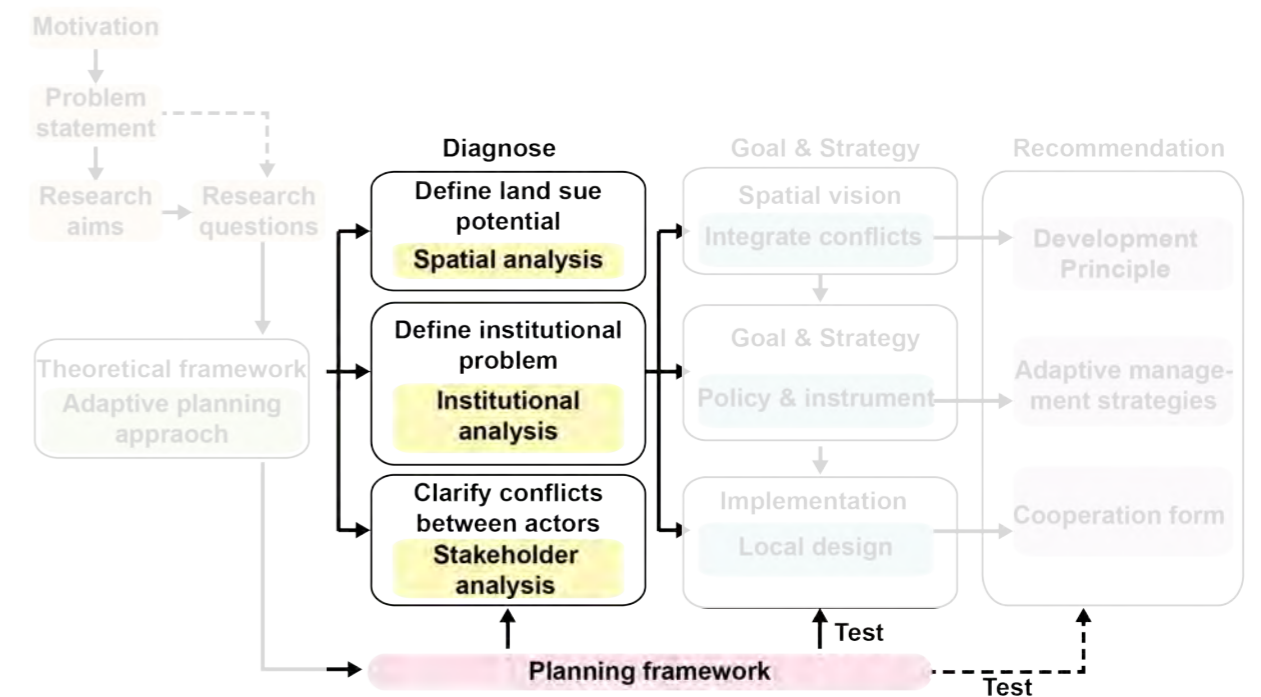 Motivation
Problem
statement
Research
aims
Research
questions
Theoretical framework
Adaptive planning
appraoch
Diagnose
Define land sue
potential
Spatial analysis
Define institutional
problem
Institutional
analysis
Clarify conflicts
between actors
Stakeholder
analysis
Goal & Strategy
Spatial vision
Integrate conflicts
Goal & Strategy
Policy & instrument
Implementation
Local design
Recommendation
Development
Principle
Adaptive manage-
ment strategies
Cooperation form
Test
Planning framework
Test